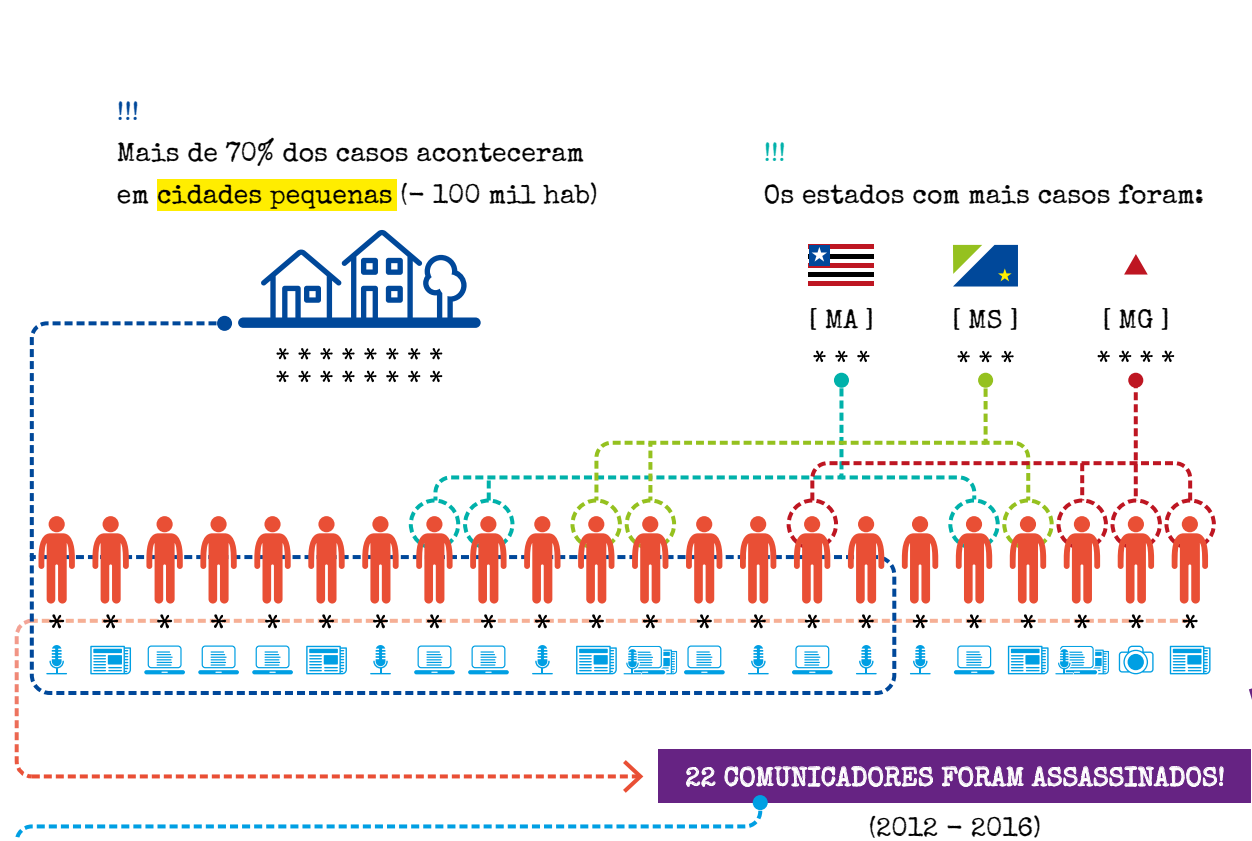 !!!
Mais de 70% dos casos aconteceram
em cidades pequenas (- 100 mil hab)
* * * * * * * *
* * * * * * * *
!!!
Os estados com mais casos foram:
[ MA ] [ MS ] [ MG ]
* * * * * * * * * *
* * * * * * * * * * * * * * * * * * * * * *
22 COMUNICADORES FORAM ASSASSINADOS!
(2012 - 2016)